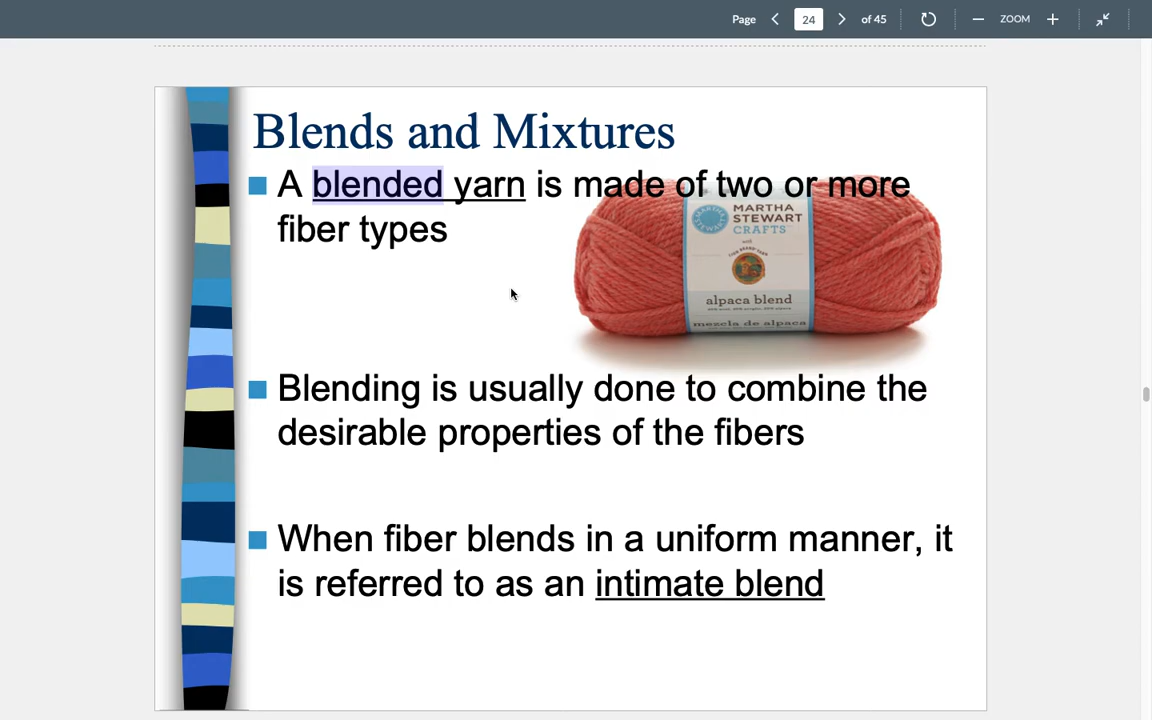 Page 24 of 45 ZOOM
Blends and Mixtures
A blended yarn is made of two or more
fiber types
MARTHA
STEWART
CRAFTS
alpaca blend
mezcla de alpaca
Blending is usually done to combine the
desirable properties of the fibers
When fiber blends in a uniform manner, it
is referred to as an intimate blend